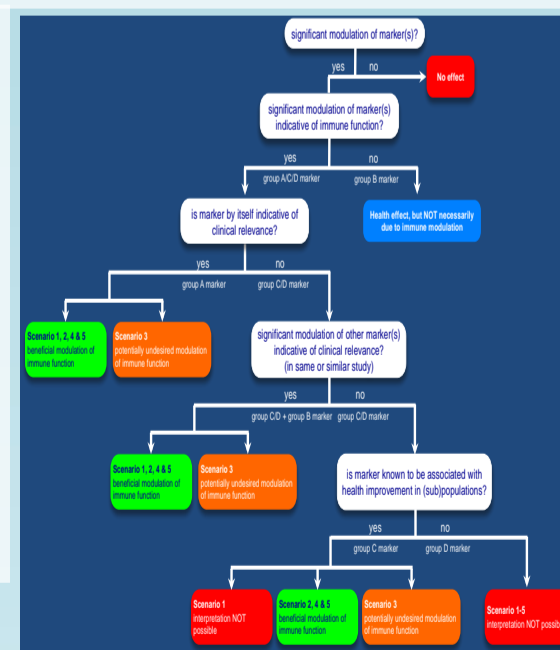 significant modulation of marker(s)?
yes no
No effect
significant modulation of marker(s)
indicative of immune function?
yes no
group A/C/D marker group B marker
is marker by itself indicative of
clinical relevance?
Health effect, but NOT necessarily
due to immune modulation
yes no
group A marker group C/D marker
Scenario 1, 2, 4 & 5
beneficial modulation of
immune function
Scenario 3
potentially undesired modulation
of immune function
significant modulation of other marker(s)
indicative of clinical relevance?
(in same or similar study)
yes no
group C/D + group B marker group C/D marker
Scenario 1, 2, 4 & 5
beneficial modulation of
immune function
Scenario 3
potentially undesired modulation
of immune function
is marker known to be associated with
health improvement in (sub)populations?
yes no
group C marker group D marker
Scenario 1
interpretation NOT
possible
Scenario 2, 4 & 5
beneficial modulation of
immune function
Scenario 3
potentially undesired modulation
of immune function
Scenario 1-5
interpretation NOT possib